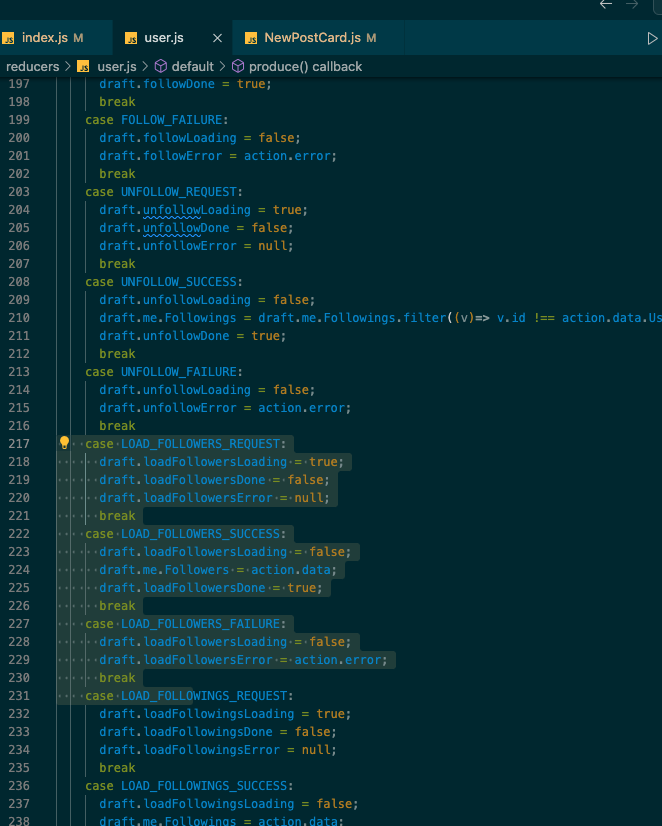 JS index.js M JS user.js × JS NewPostCard.js M
reducers > JS user.js > default > produce() callback
197 draft.followDone = true;
198 break
199 case FOLLOW_FAILURE:
200 draft.followLoading = false;
201 draft.followError = action.error;
202 break
203 case UNFOLLOW_REQUEST:
204 draft.unfollowLoading = true;
205 draft.unfollowDone = false;
206 draft.unfollowError = null;
207 break
208 case UNFOLLOW_SUCCESS:
209 draft.unfollowLoading = false;
210 draft.me.Followings = draft.me.Followings.filter((v)=> v.id !== action.data.Us
211 draft.unfollowDone = true;
212 break
213 case UNFOLLOW_FAILURE:
214 draft.unfollowLoading = false;
215 draft.unfollowError = action.error;
216 break
217 case LOAD_FOLLOWERS_REQUEST:
218 draft.loadFollowersLoading = true;
219 draft.loadFollowersDone = false;
220 draft.loadFollowersError = null;
221 break
222 case LOAD_FOLLOWERS_SUCCESS:
223 draft.loadFollowersLoading = false;
224 draft.me.Followers = action.data;
225 draft.loadFollowersDone = true;
226 break
227 case LOAD_FOLLOWERS_FAILURE:
228 draft.loadFollowersLoading = false;
229 draft.loadFollowersError = action.error;
230 break
231 case LOAD_FOLLOWINGS_REQUEST:
232 draft.loadFollowingsLoading = true;
233 draft.loadFollowingsDone = false;
234 draft.loadFollowingsError = null;
235 break
236 case LOAD_FOLLOWINGS_SUCCESS:
237 draft.loadFollowingsLoading = false;
238 draft.me.Followings = action.data;